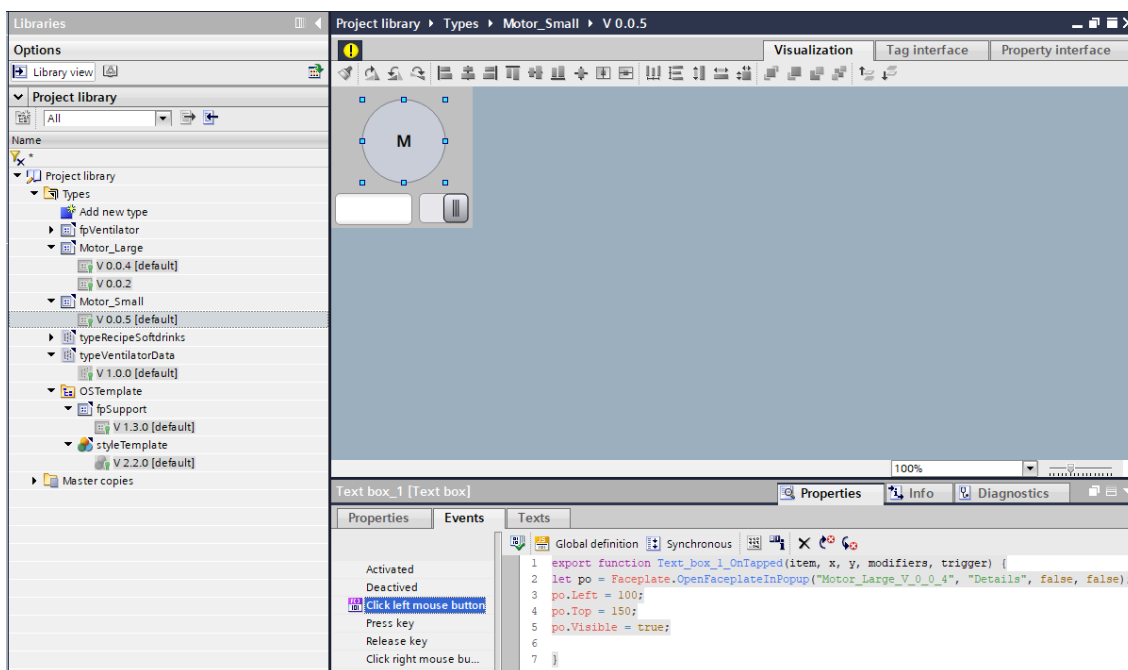 Libraries
Options
Library view
Project library
All
Name
*
Project library
Types
Add new type
fpVentilator
Motor_Large
V 0.0.4 [default]
V 0.0.2
Motor_Small
V 0.0.5 [default]
typeRecipeSoftdrinks
typeVentilatorData
V 1.0.0 [default]
OSTemplate
fpSupport
V 1.3.0 [default]
styleTemplate
V 2.2.0 [default]
Master copies
Project library Types Motor_Small V 0.0.5
Visualization Tag interface Property interface
M
100%
Text box_1 [Text box] Properties Info Diagnostics
Properties Events Texts
Global definition Synchronous
Activated
Deactived
Click left mouse button
Press key
Release key
Click right mouse bu...
1 export function Text_box_1_OnTapped(item, x, y, modifiers, trigger) {
2 let po = Faceplate.OpenFaceplateInPopup("Motor_Large_V_0_0_4", "Details", false, false);
3 po.Left = 100;
4 po.Top = 150;
5 po.Visible = true;
6
7 }